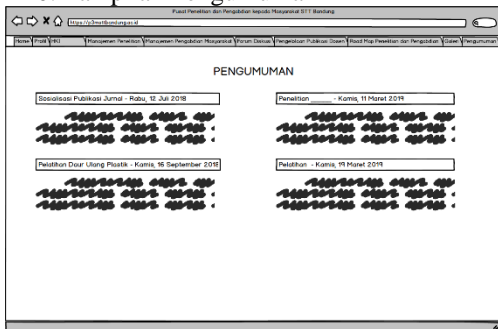 Pusat Penelitian dan Pengabdian kepada Masyarakat STT Bandung
https://p3msttbandung.ac.id
Home Profil HKI Manajemen Penelitian Manajemen Pengabdian Masyarakat Forum Diskusi Pengelolaan Publikasi Dosen Road Map Penelitian dan Pengabdian Galeri Pengumuman
PENGUMUMAN
Sosialisasi Publikasi Jurnal - Rabu, 12 Juli 2018
Penelitian _____ - Kamis, 11 Maret 2019
Pelatihan Daur Ulang Plastik - Kamis, 16 September 2018
Pelatihan - Kamis, 19 Maret 2019